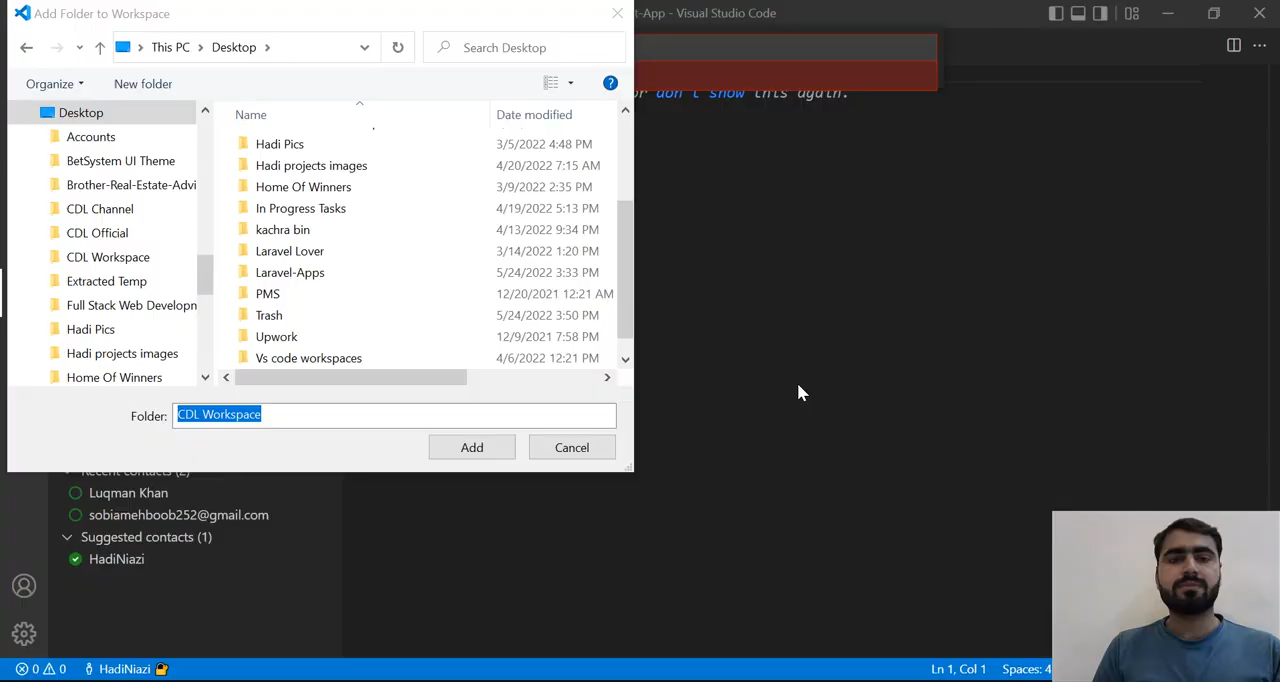 Add Folder to Workspace
t-App - Visual Studio Code
This PC > Desktop >
Search Desktop
Organize
New folder
or don't show this again.
Desktop
Accounts
BetSystem UI Theme
Brother-Real-Estate-Advi
CDL Channel
CDL Official
CDL Workspace
Extracted Temp
Full Stack Web Developn
Hadi Pics
Hadi projects images
Home Of Winners
Name Date modified
Hadi Pics 3/5/2022 4:48 PM
Hadi projects images 4/20/2022 7:15 AM
Home Of Winners 3/9/2022 2:35 PM
In Progress Tasks 4/19/2022 5:13 PM
kachra bin 4/13/2022 9:34 PM
Laravel Lover 3/14/2022 1:20 PM
Laravel-Apps 5/24/2022 3:33 PM
PMS 12/20/2021 12:21 AM
Trash 5/24/2022 3:50 PM
Upwork 12/9/2021 7:58 PM
Vs code workspaces 4/6/2022 12:21 PM
Folder: CDL Workspace
Add Cancel
Recent contacts (2)
Luqman Khan
sobiamehboob252@gmail.com
Suggested contacts (1)
HadiNiazi
0 0 HadiNiazi
Ln 1, Col 1 Spaces: 4